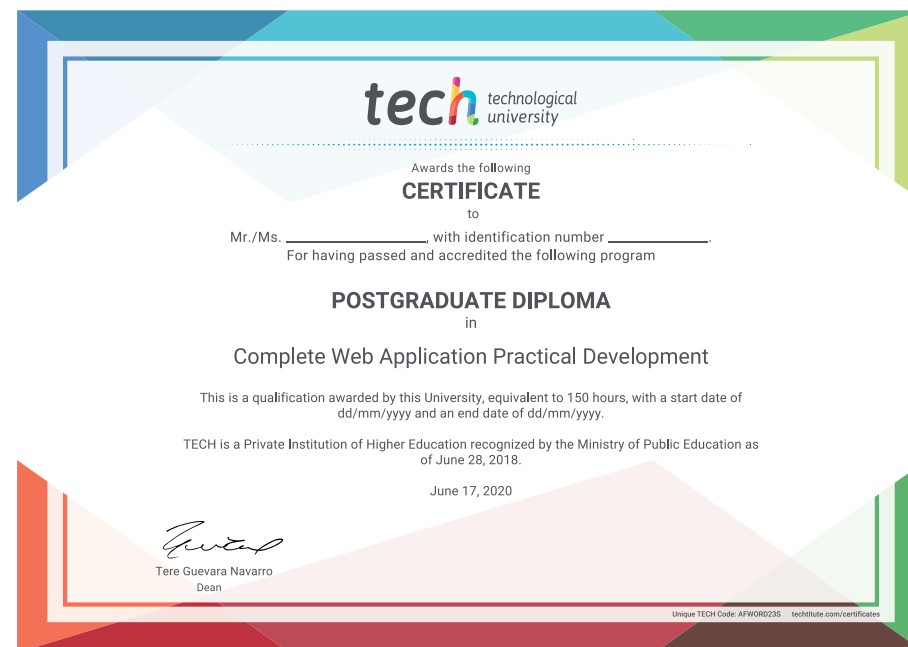 tech technological
university
Awards the following
CERTIFICATE
to
Mr./Ms. ____________, with identification number ____________.
For having passed and accredited the following program
POSTGRADUATE DIPLOMA
in
Complete Web Application Practical Development
This is a qualification awarded by this University, equivalent to 150 hours, with a start date of
dd/mm/yyyy and an end date of dd/mm/yyyy.
TECH is a Private Institution of Higher Education recognized by the Ministry of Public Education as
of June 28, 2018.
June 17, 2020
Tere Guevara Navarro
Dean
Unique TECH Code: AFWORD23S techtitute.com/certificates